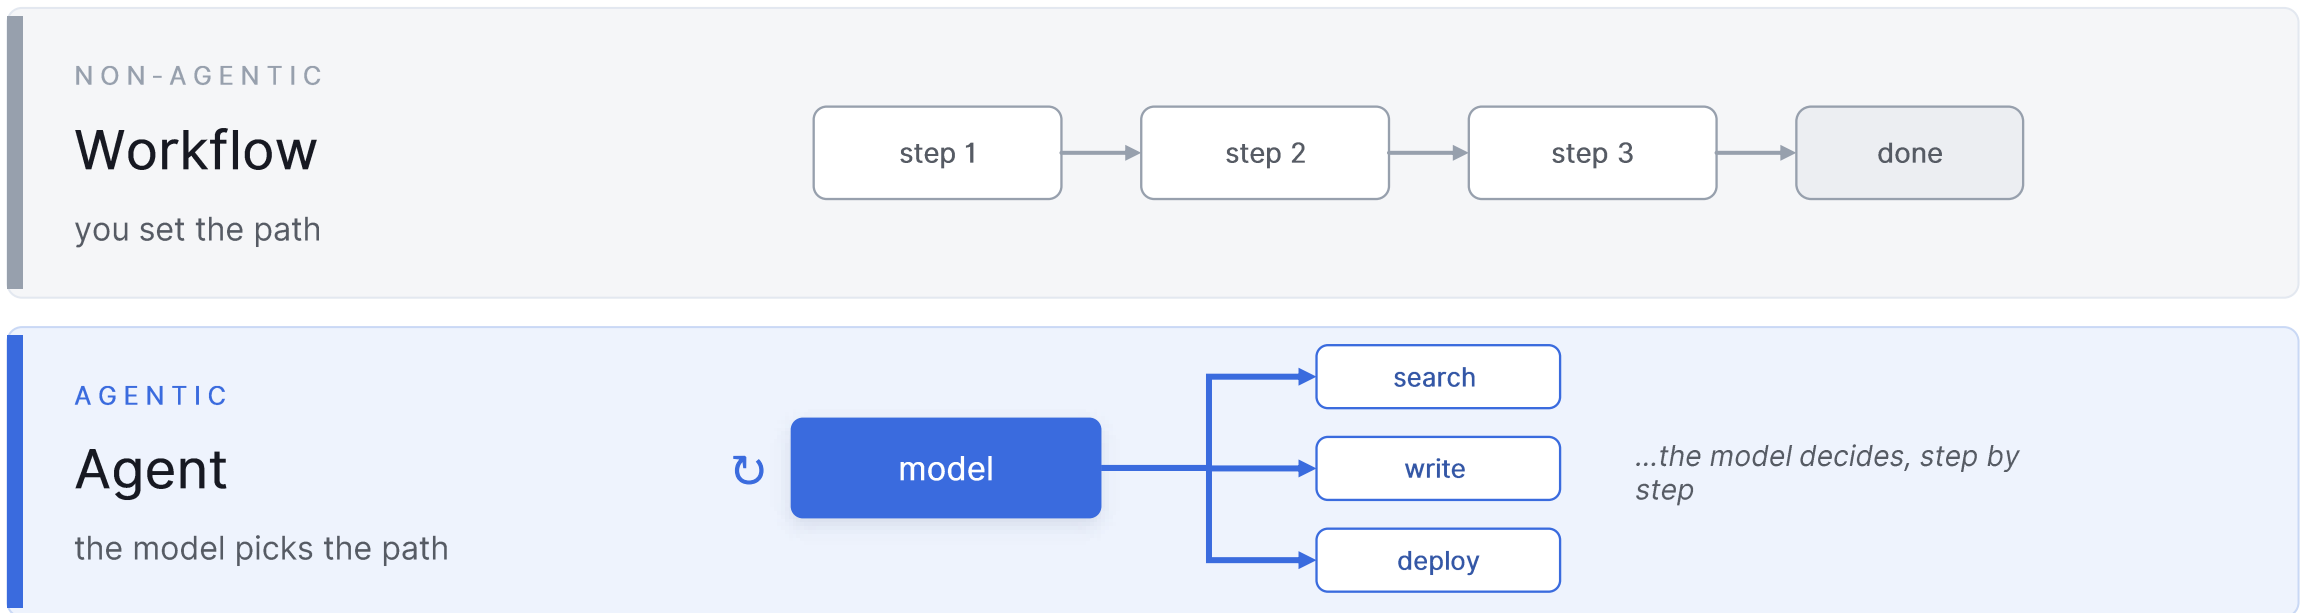 NON-AGENTIC
Workflow
you set the path
step 1
step 2
step 3
done
AGENTIC
Agent
the model picks the path
↻
model
search
write
deploy
...the model decides, step by
step